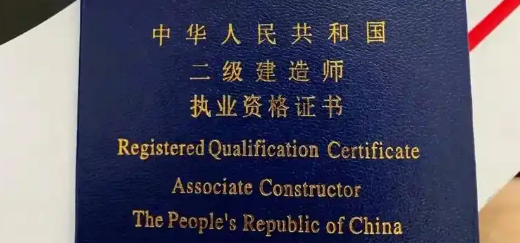 中华人民共和国
二级建造师
执业资格证书
Registered Qualification Certificate
Associate Constructor
The People's Republic of China